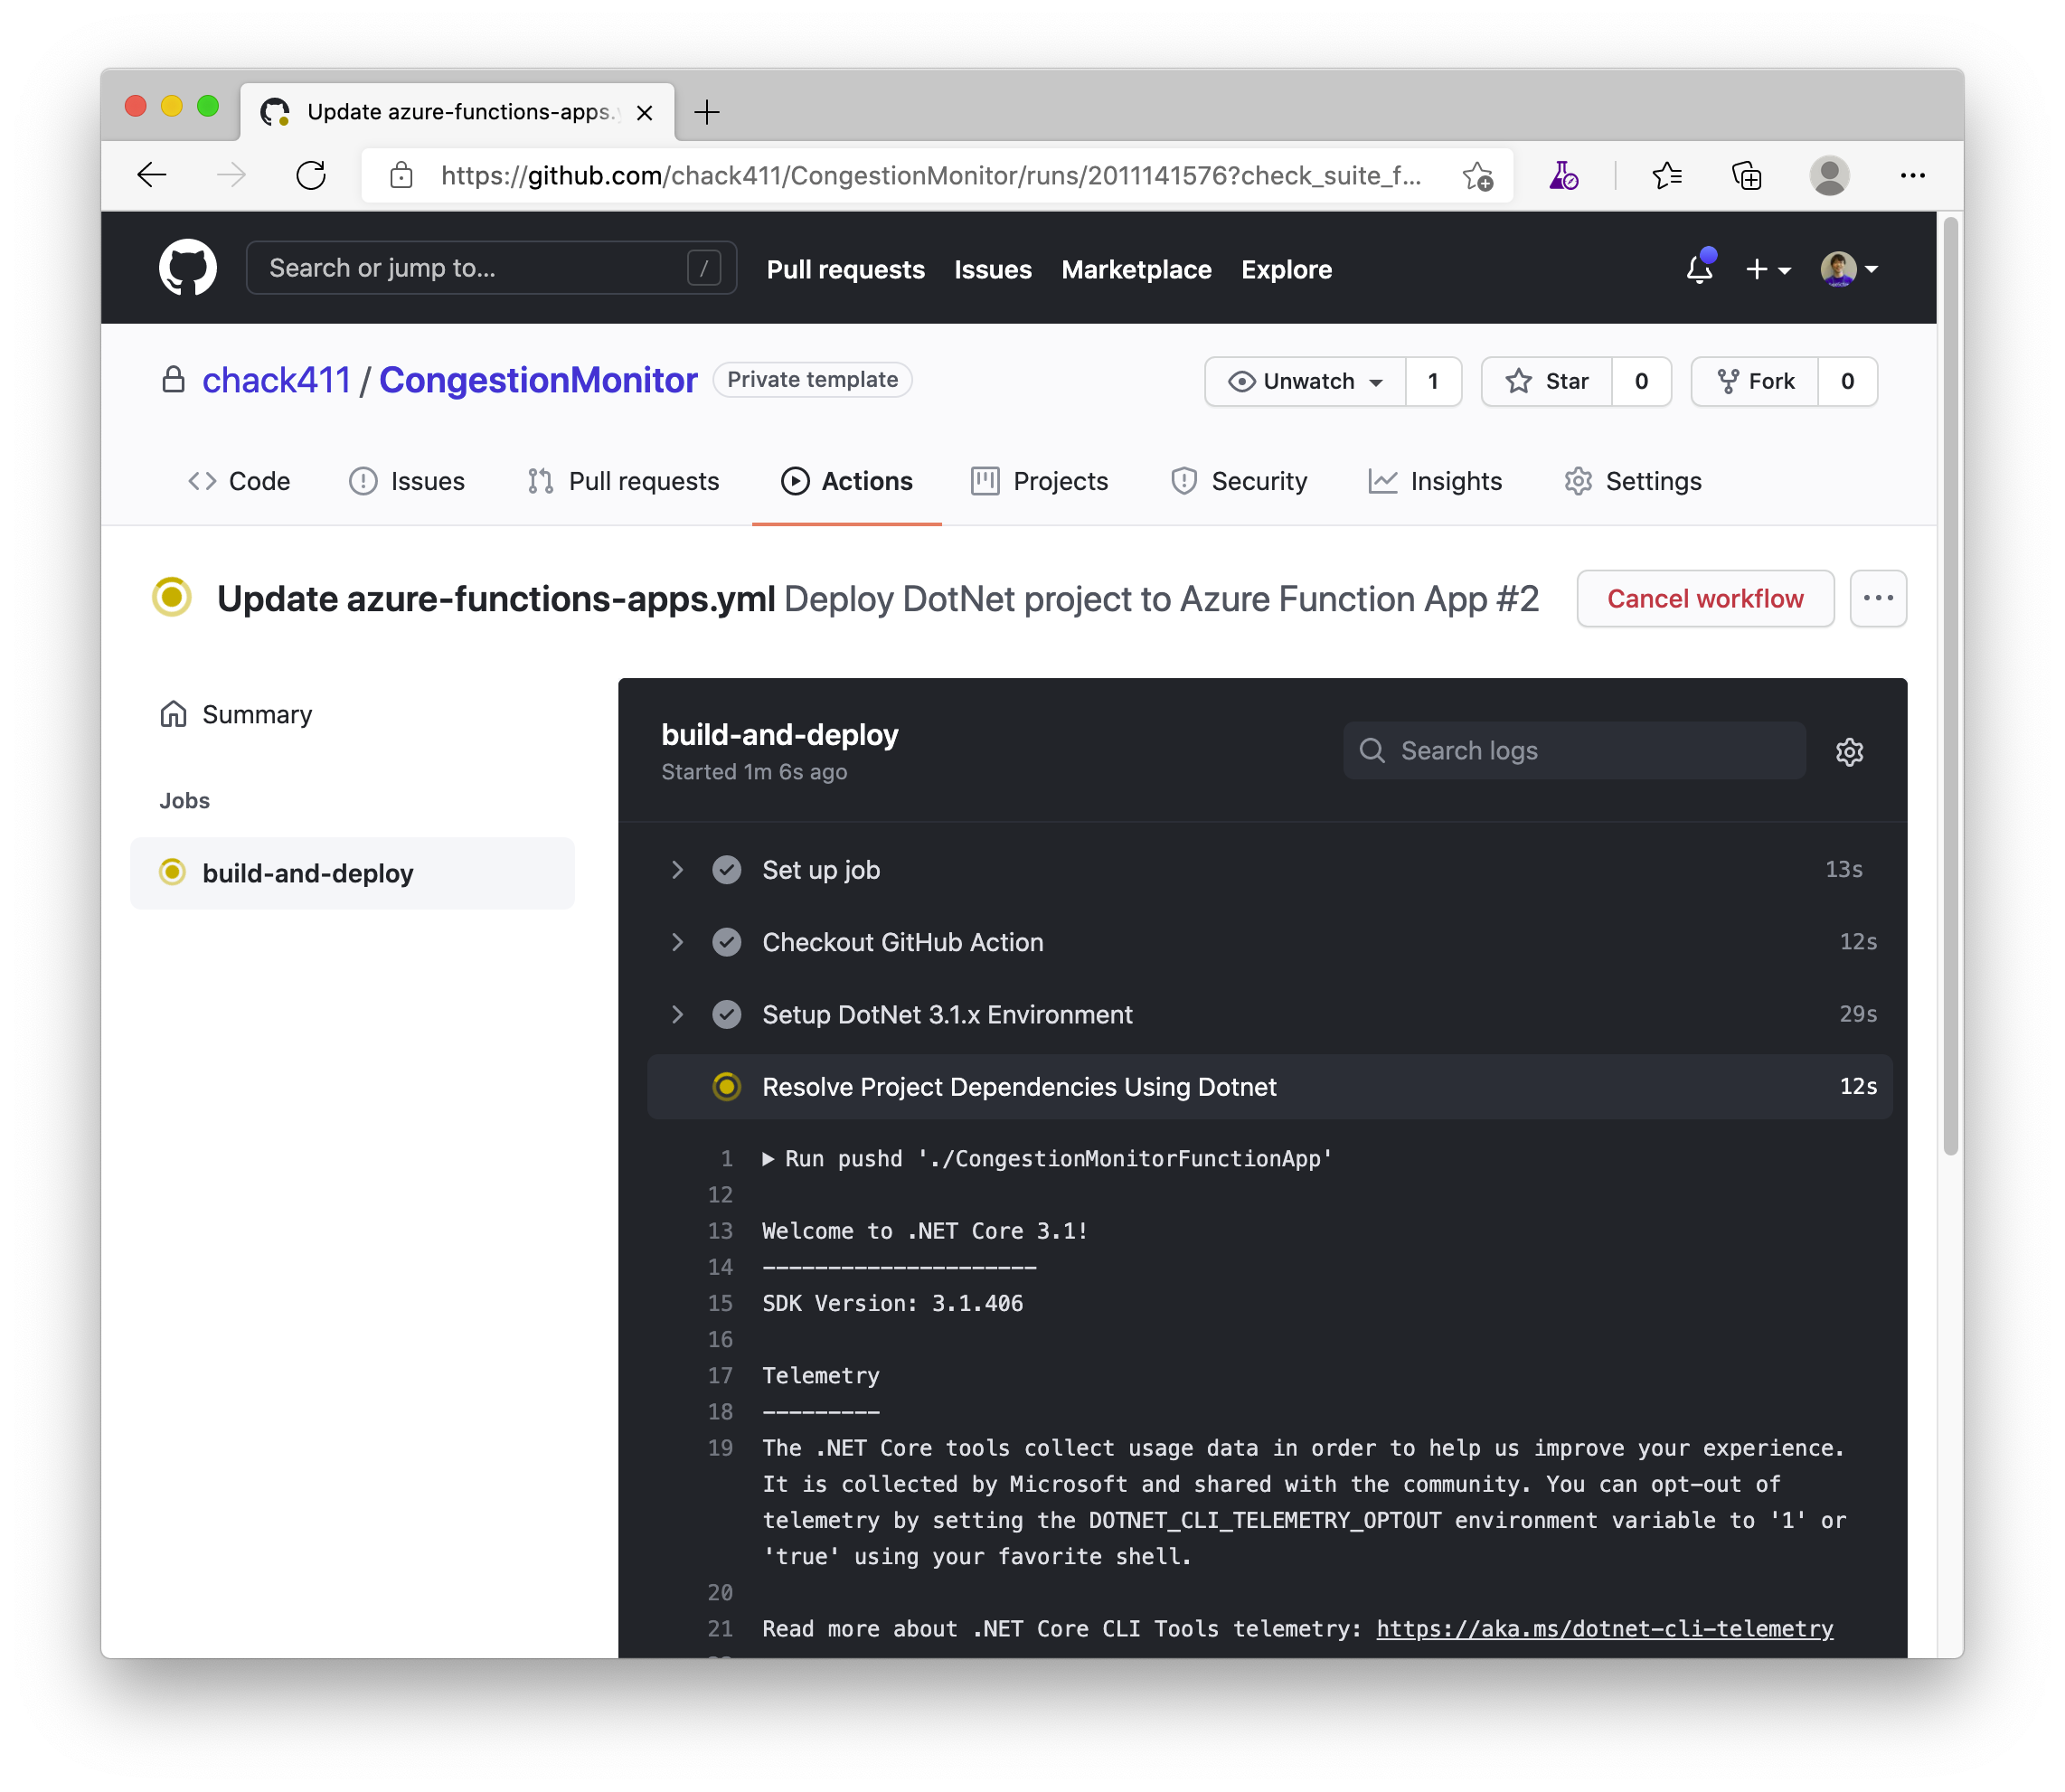 Update azure-functions-apps.y
https://github.com/chack411/CongestionMonitor/runs/2011141576?check_suite_f...
Search or jump to... /
Pull requests Issues Marketplace Explore
chack411 / CongestionMonitor Private template
Unwatch 1 Star 0 Fork 0
Code Issues Pull requests Actions Projects Security Insights Settings
Update azure-functions-apps.yml Deploy DotNet project to Azure Function App #2
Cancel workflow
Summary
Jobs
build-and-deploy
build-and-deploy
Started 1m 6s ago
Search logs
Set up job 13s
Checkout GitHub Action 12s
Setup DotNet 3.1.x Environment 29s
Resolve Project Dependencies Using Dotnet 12s
1 Run pushd './CongestionMonitorFunctionApp'
12
13 Welcome to .NET Core 3.1!
14 ---------------------
15 SDK Version: 3.1.406
16
17 Telemetry
18 ---------
19 The .NET Core tools collect usage data in order to help us improve your experience.
It is collected by Microsoft and shared with the community. You can opt-out of
telemetry by setting the DOTNET_CLI_TELEMETRY_OPTOUT environment variable to '1' or
'true' using your favorite shell.
20
21 Read more about .NET Core CLI Tools telemetry: https://aka.ms/dotnet-cli-telemetry